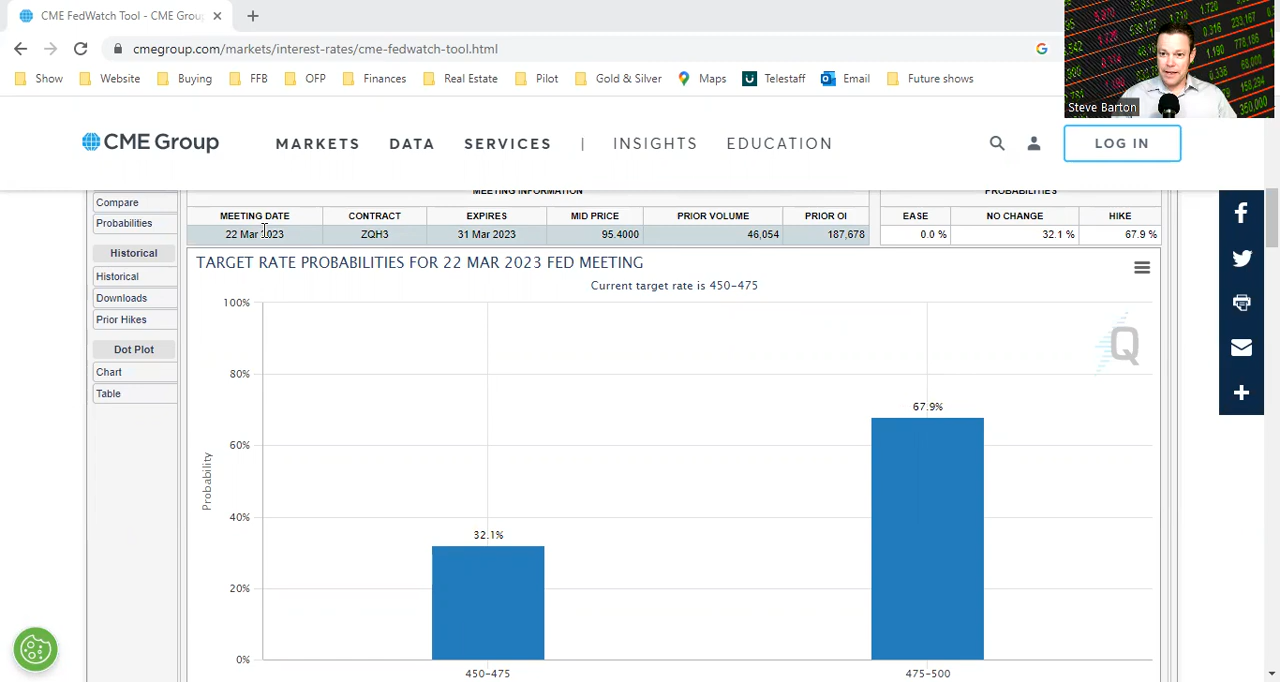 CME FedWatch Tool - CME Grou
cmegroup.com/markets/interest-rates/cme-fedwatch-tool.html
Show Website Buying FFB OFP Finances Real Estate Pilot Gold & Silver Maps Telestaff Email Future shows
Steve Barton
CME Group
MARKETS DATA SERVICES | INSIGHTS EDUCATION
LOG IN
MEETING INFORMATION PROBABILITIES
Compare
Probabilities
Historical
Historical
Downloads
Prior Hikes
Dot Plot
Chart
Table
MEETING DATE CONTRACT EXPIRES MID PRICE PRIOR VOLUME PRIOR OI EASE NO CHANGE HIKE
22 Mar 2023 ZQH3 31 Mar 2023 95.4000 46,054 187,678 0.0 % 32.1 % 67.9 %
TARGET RATE PROBABILITIES FOR 22 MAR 2023 FED MEETING
Current target rate is 450-475
100%
80%
60%
40%
20%
0%
Probability
67.9%
32.1%
450-475 475-500
Q